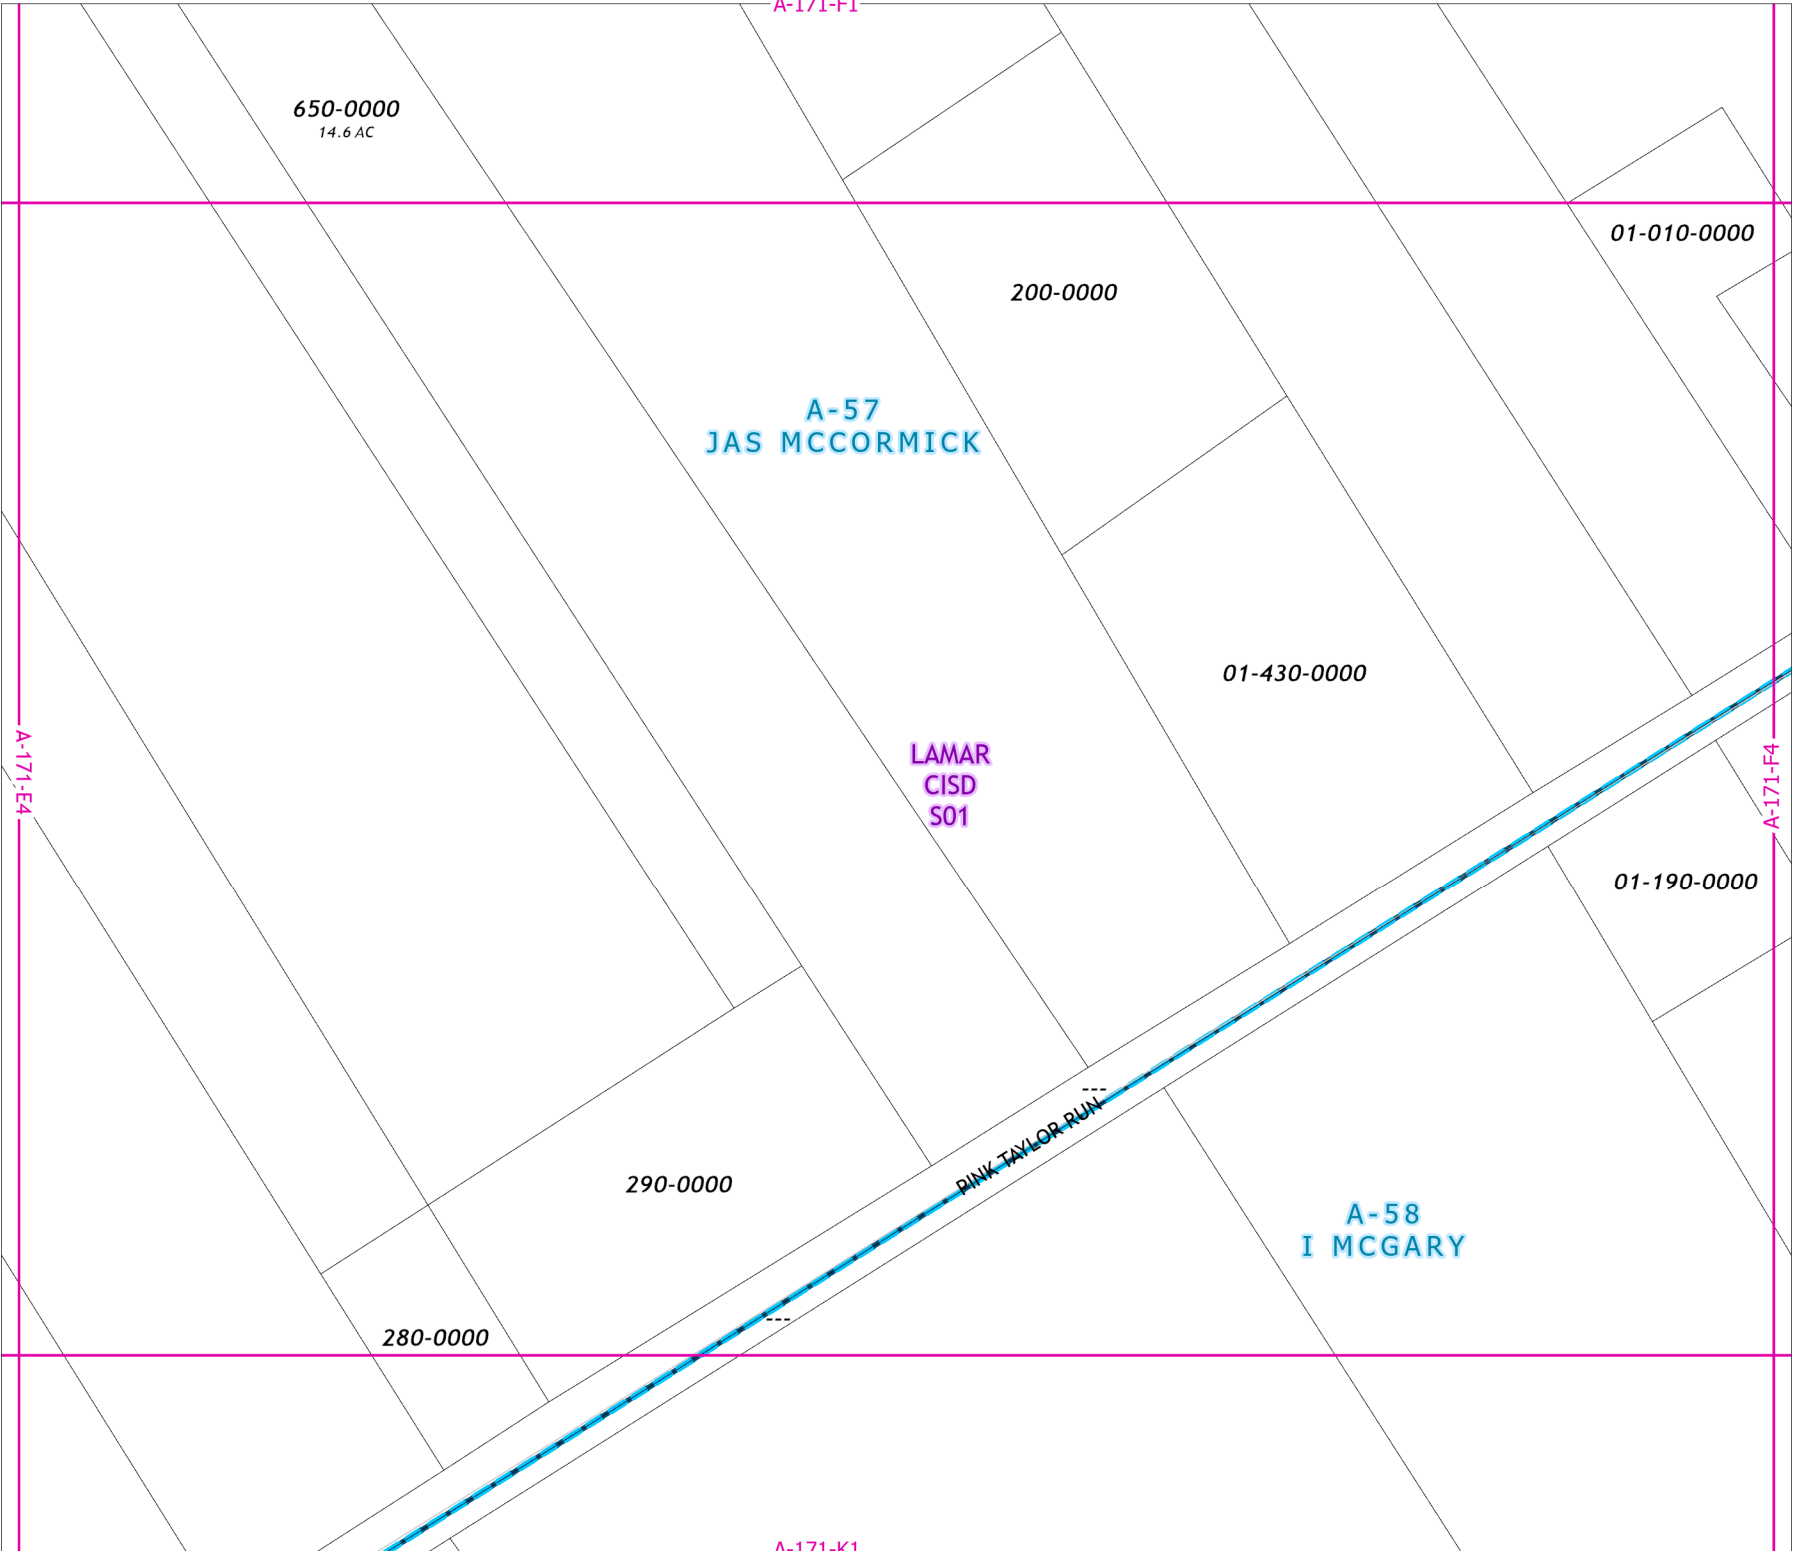 A-171-F1
650-0000
14.6 AC
01-010-0000
200-0000
A-57
JAS MCCORMICK
01-430-0000
LAMAR
CISD
S01
A-171-E4
A-171-F4
01-190-0000
---
PINK TAYLOR RUN
290-0000
A-58
I MCGARY
---
280-0000
A-171-K1